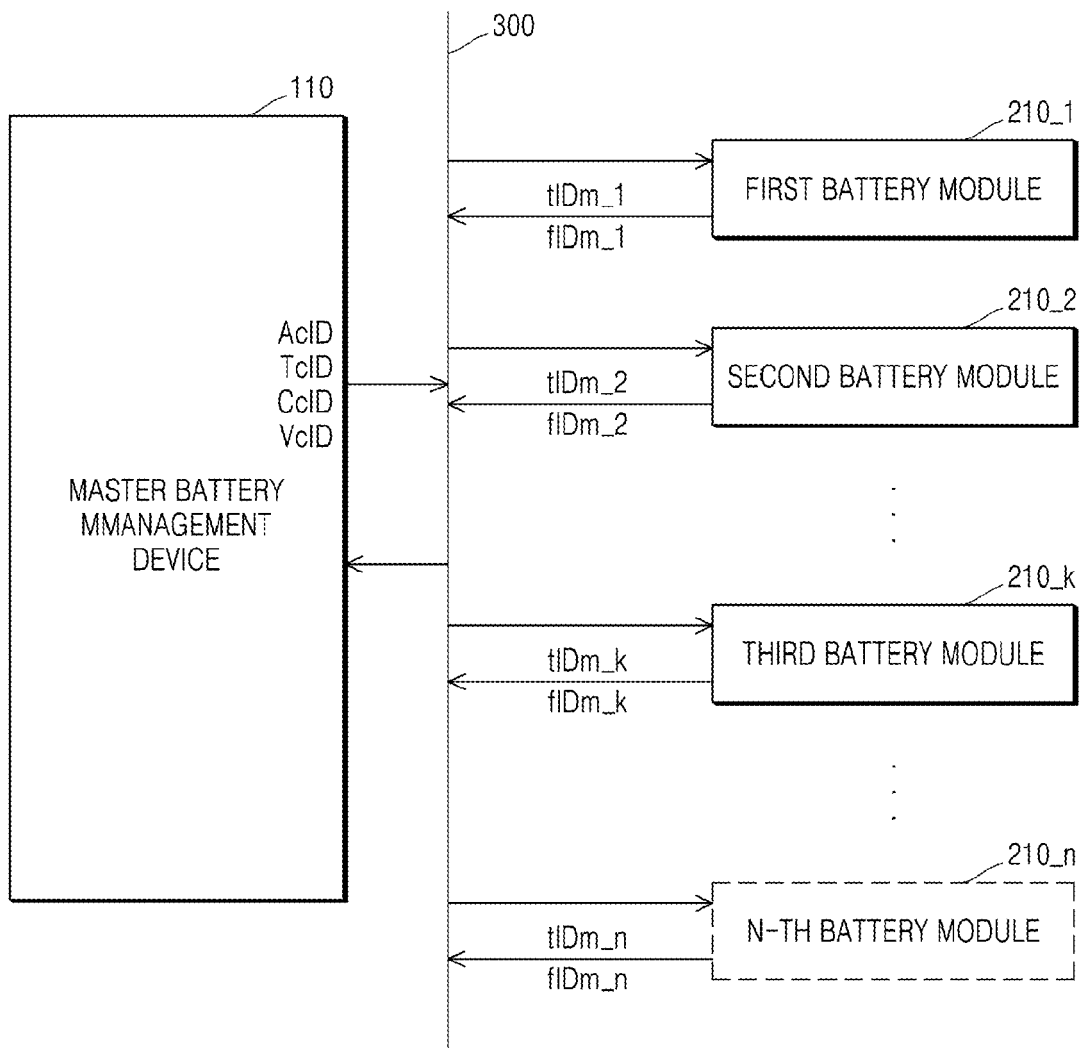 300
110
210_1
tIDm_1
FIRST BATTERY MODULE
fIDm_1
210_2
AcID
TcID
CcID
VcID
tIDm_2
SECOND BATTERY MODULE
fIDm_2
MASTER BATTERY
MMANAGEMENT
DEVICE
210_k
tIDm_k
THIRD BATTERY MODULE
fIDm_k
210_n
tIDm_n
N-TH BATTERY MODULE
fIDm_n